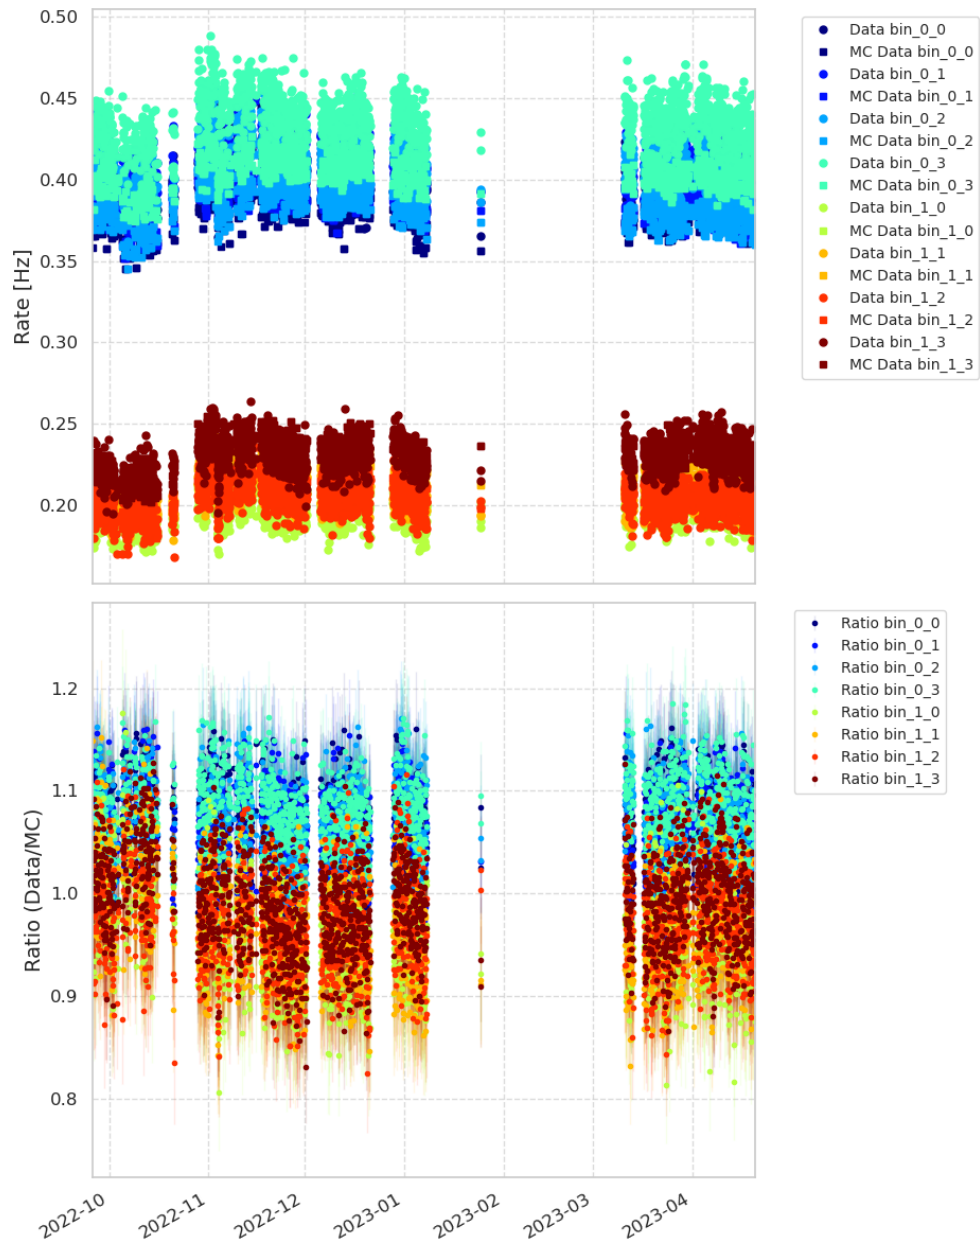 0.50
0.45
0.40
0.35
0.30
0.25
0.20
Rate [Hz]
Data bin_0_0
MC Data bin_0_0
Data bin_0_1
MC Data bin_0_1
Data bin_0_2
MC Data bin_0_2
Data bin_0_3
MC Data bin_0_3
Data bin_1_0
MC Data bin_1_0
Data bin_1_1
MC Data bin_1_1
Data bin_1_2
MC Data bin_1_2
Data bin_1_3
MC Data bin_1_3
1.2
1.1
1.0
0.9
0.8
Ratio (Data/MC)
Ratio bin_0_0
Ratio bin_0_1
Ratio bin_0_2
Ratio bin_0_3
Ratio bin_1_0
Ratio bin_1_1
Ratio bin_1_2
Ratio bin_1_3
2022-10
2022-11
2022-12
2023-01
2023-02
2023-03
2023-04